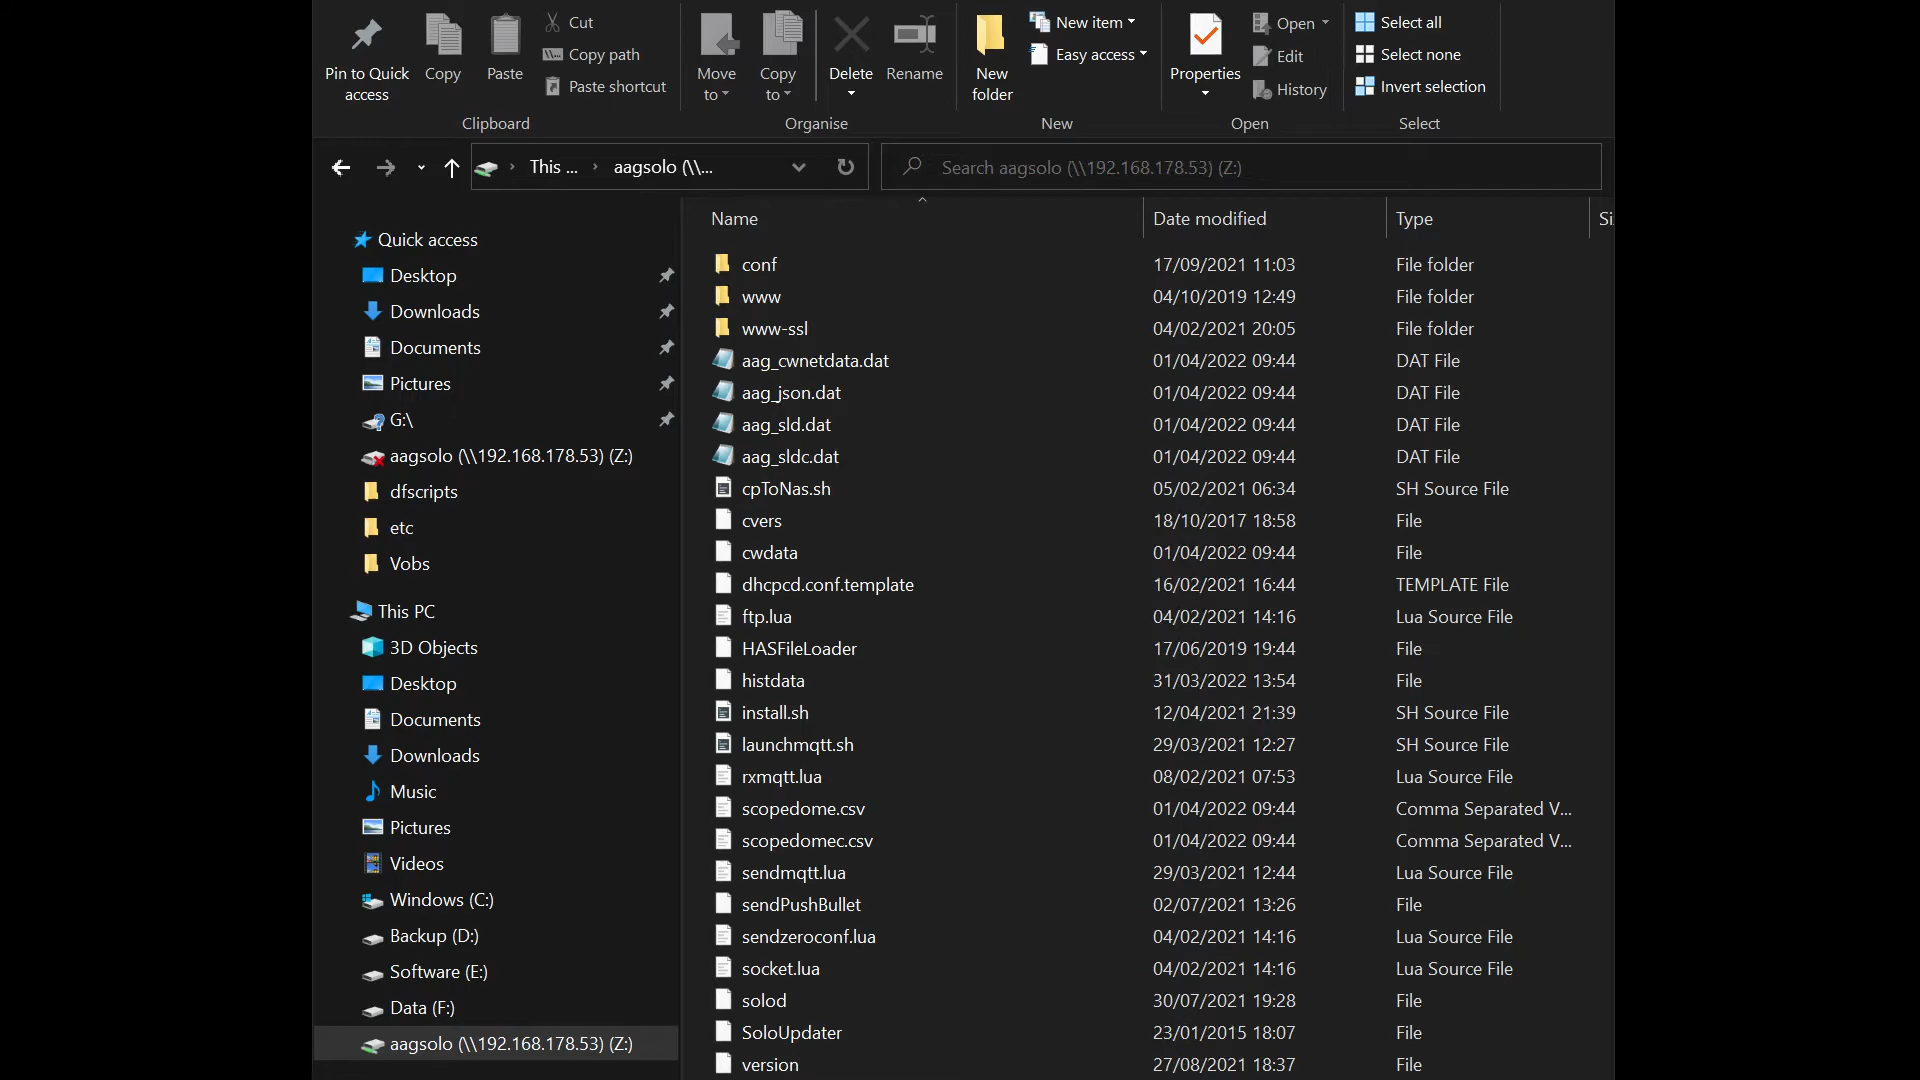 Pin to Quick access
Copy
Paste
Cut
Copy path
Paste shortcut
Move to
Copy to
Delete
Rename
New folder
New item
Easy access
Properties
Open
Edit
History
Select all
Select none
Invert selection
Clipboard
Organise
New
Open
Select
This ...
aagsolo (\\...
Search aagsolo (\\192.168.178.53) (Z:)
Quick access
Desktop
Downloads
Documents
Pictures
G:\
aagsolo (\\192.168.178.53) (Z:)
dfscripts
etc
Vobs
This PC
3D Objects
Desktop
Documents
Downloads
Music
Pictures
Videos
Windows (C:)
Backup (D:)
Software (E:)
Data (F:)
aagsolo (\\192.168.178.53) (Z:)
Name Date modified Type Si
conf 17/09/2021 11:03 File folder
www 04/10/2019 12:49 File folder
www-ssl 04/02/2021 20:05 File folder
aag_cwnetdata.dat 01/04/2022 09:44 DAT File
aag_json.dat 01/04/2022 09:44 DAT File
aag_sld.dat 01/04/2022 09:44 DAT File
aag_sldc.dat 01/04/2022 09:44 DAT File
cpToNas.sh 05/02/2021 06:34 SH Source File
cvers 18/10/2017 18:58 File
cwdata 01/04/2022 09:44 File
dhcpcd.conf.template 16/02/2021 16:44 TEMPLATE File
ftp.lua 04/02/2021 14:16 Lua Source File
HASFileLoader 17/06/2019 19:44 File
histdata 31/03/2022 13:54 File
install.sh 12/04/2021 21:39 SH Source File
launchmqtt.sh 29/03/2021 12:27 SH Source File
rxmqtt.lua 08/02/2021 07:53 Lua Source File
scopedome.csv 01/04/2022 09:44 Comma Separated V...
scopedomec.csv 01/04/2022 09:44 Comma Separated V...
sendmqtt.lua 29/03/2021 12:44 Lua Source File
sendPushBullet 02/07/2021 13:26 File
sendzeroconf.lua 04/02/2021 14:16 Lua Source File
socket.lua 04/02/2021 14:16 Lua Source File
solod 30/07/2021 19:28 File
SoloUpdater 23/01/2015 18:07 File
version 27/08/2021 18:37 File